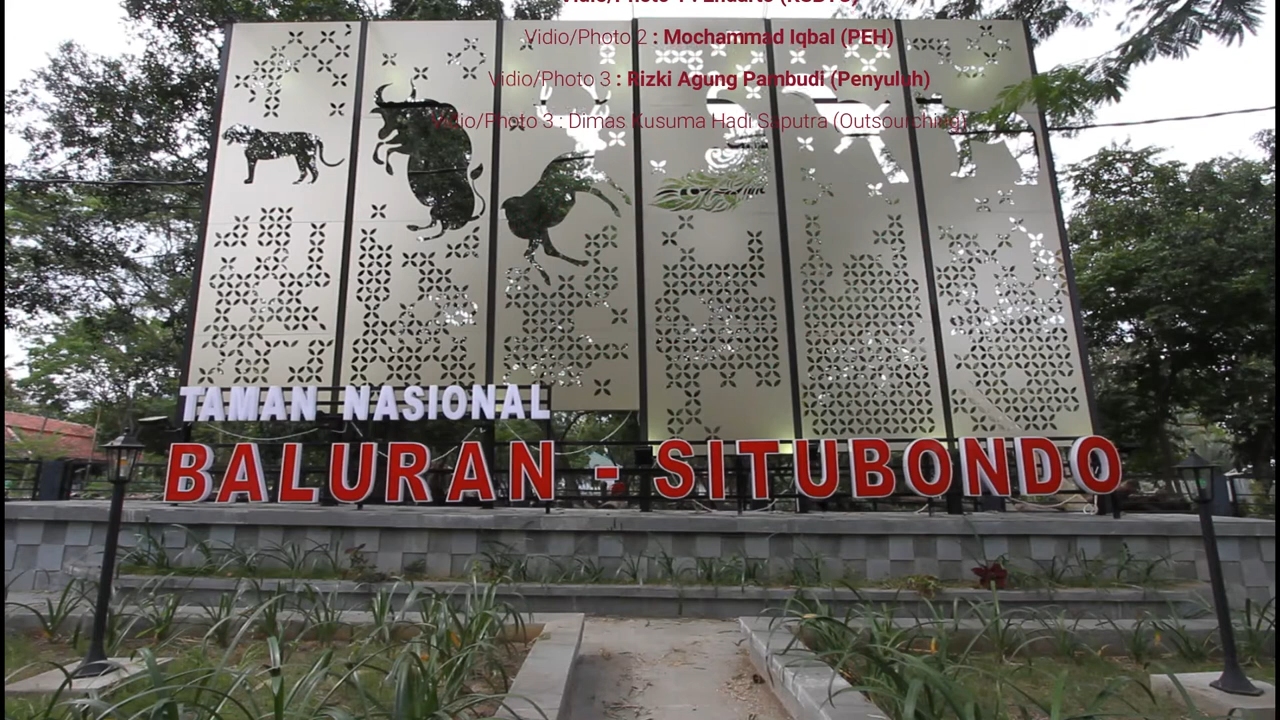 Vidio/Photo 2 : Mochammad Iqbal (PEH)
Vidio/Photo 3 : Rizki Agung Pambudi (Penyuluh)
Vidio/Photo 3 : Dimas Kusuma Hadi Saputra (Outsourching)
TAMAN NASIONAL
BALURAN - SITUBONDO